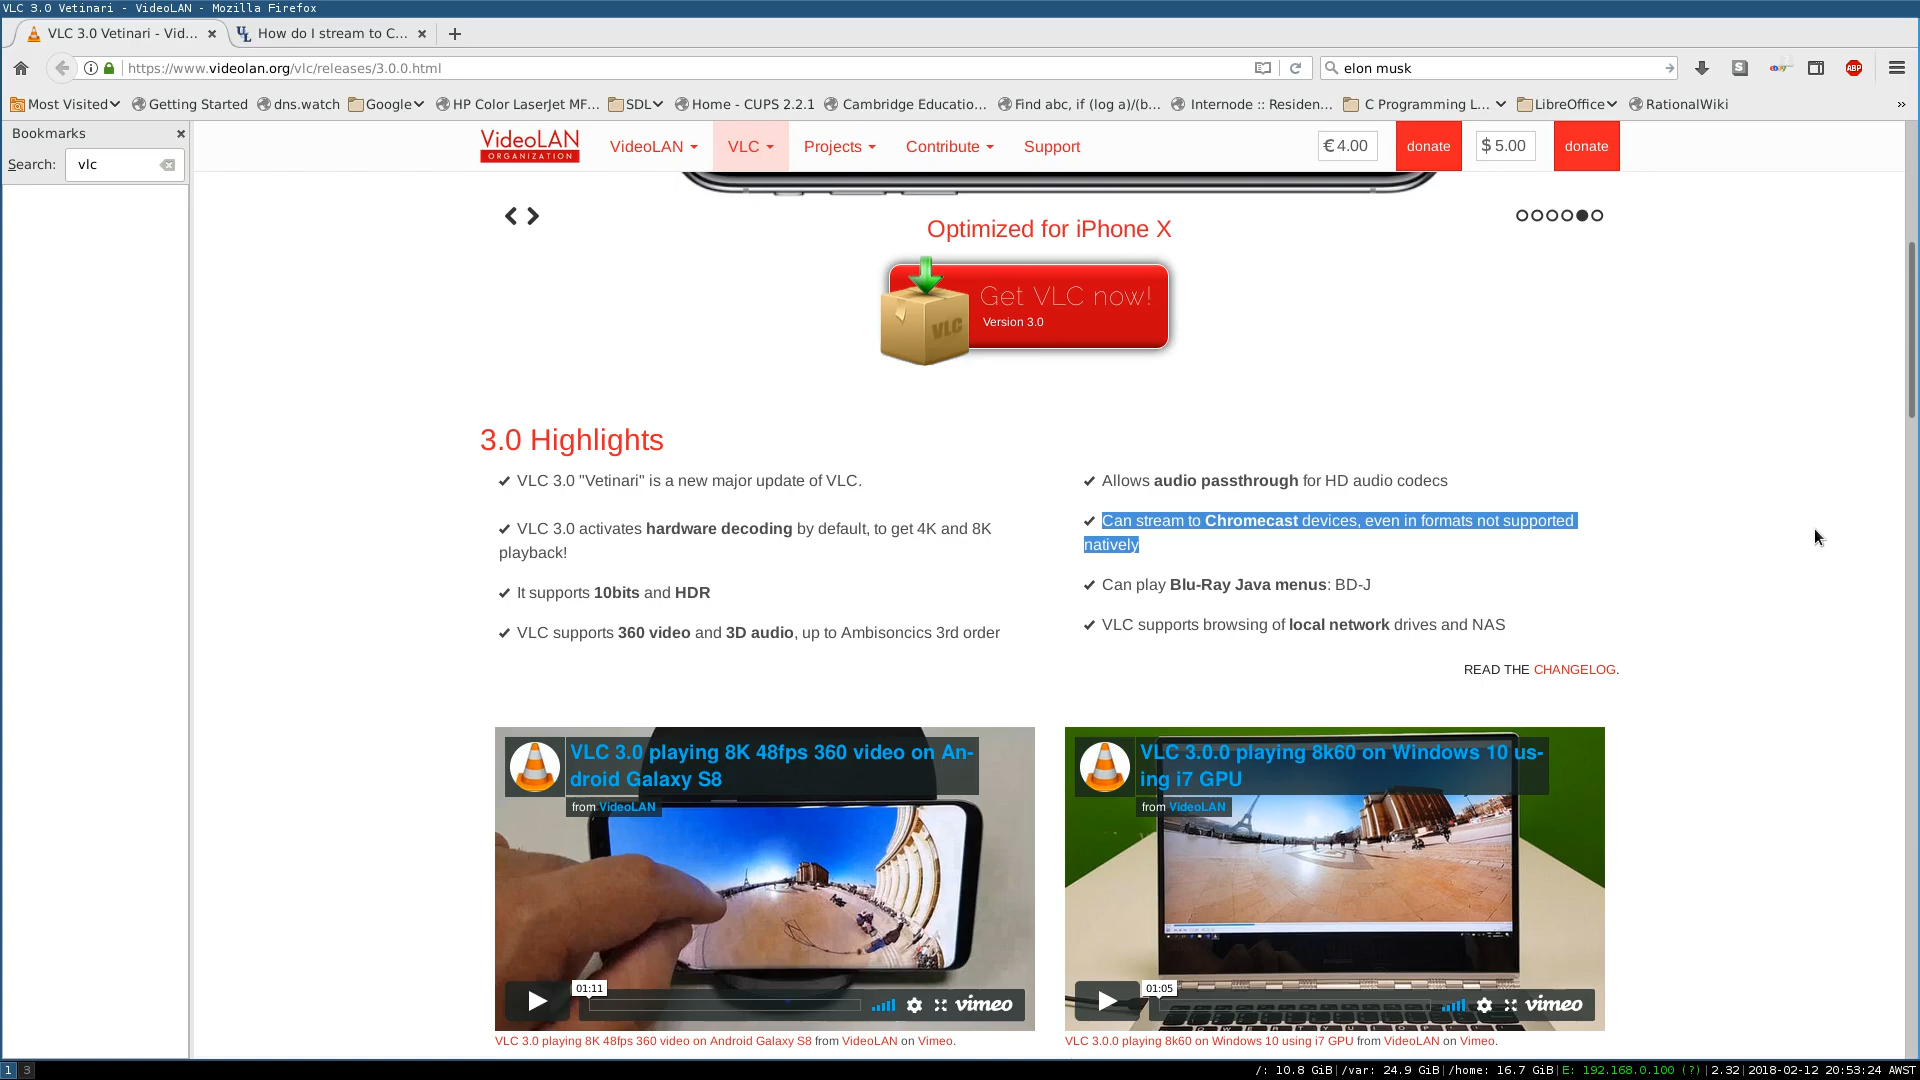 VLC 3.0 Vetinari - VideoLAN - Mozilla Firefox
VLC 3.0 Vetinari - Vid...
How do I stream to C...
https://www.videolan.org/vlc/releases/3.0.0.html
elon musk
ABP
Most Visited
Getting Started
dns.watch
Google
HP Color LaserJet MF...
SDL
Home - CUPS 2.2.1
Cambridge Educatio...
Find abc, if (log a)/(b...
Internode :: Residen...
C Programming L...
LibreOffice
RationalWiki
»
Bookmarks
Search: vlc
VideoLAN
ORGANIZATION
VideoLAN
VLC
Projects
Contribute
Support
€ 4.00
donate
$ 5.00
donate
Optimized for iPhone X
VLC
Get VLC now!
Version 3.0
3.0 Highlights
VLC 3.0 "Vetinari" is a new major update of VLC.
VLC 3.0 activates hardware decoding by default, to get 4K and 8K
playback!
It supports 10bits and HDR
VLC supports 360 video and 3D audio, up to Ambisoncics 3rd order
Allows audio passthrough for HD audio codecs
Can stream to Chromecast devices, even in formats not supported
natively
Can play Blu-Ray Java menus: BD-J
VLC supports browsing of local network drives and NAS
READ THE CHANGELOG.
VLC 3.0 playing 8K 48fps 360 video on An-
droid Galaxy S8
from VideoLAN
01:11
vimeo
VLC 3.0 playing 8K 48fps 360 video on Android Galaxy S8 from VideoLAN on Vimeo.
VLC 3.0.0 playing 8k60 on Windows 10 us-
ing i7 GPU
from VideoLAN
01:05
vimeo
VLC 3.0.0 playing 8k60 on Windows 10 using i7 GPU from VideoLAN on Vimeo.
1 3
/: 10.8 GiB|/var: 24.9 GiB|/home: 16.7 GiB|E: 192.168.0.100 (?)|2.32|2018-02-12 20:53:24 AWST